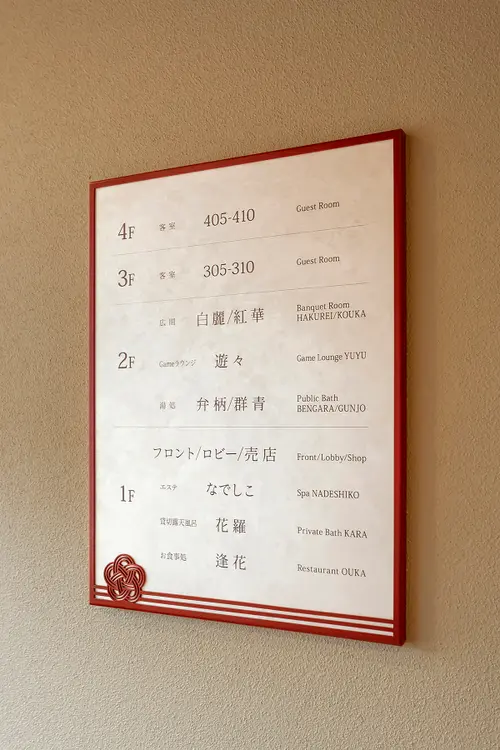 4F 客室 405-410 Guest Room
3F 客室 305-310 Guest Room
広間 白麗/紅華 Banquet Room
HAKUREI/KOUKA
2F Gameラウンジ 遊々 Game Lounge YUYU
湯処 弁柄/群青 Public Bath
BENGARA/GUNJO
フロント/ロビー/売店 Front/Lobby/Shop
1F エステ なでしこ Spa NADESHIKO
貸切露天風呂 花羅 Private Bath KARA
お食事処 逢花 Restaurant OUKA